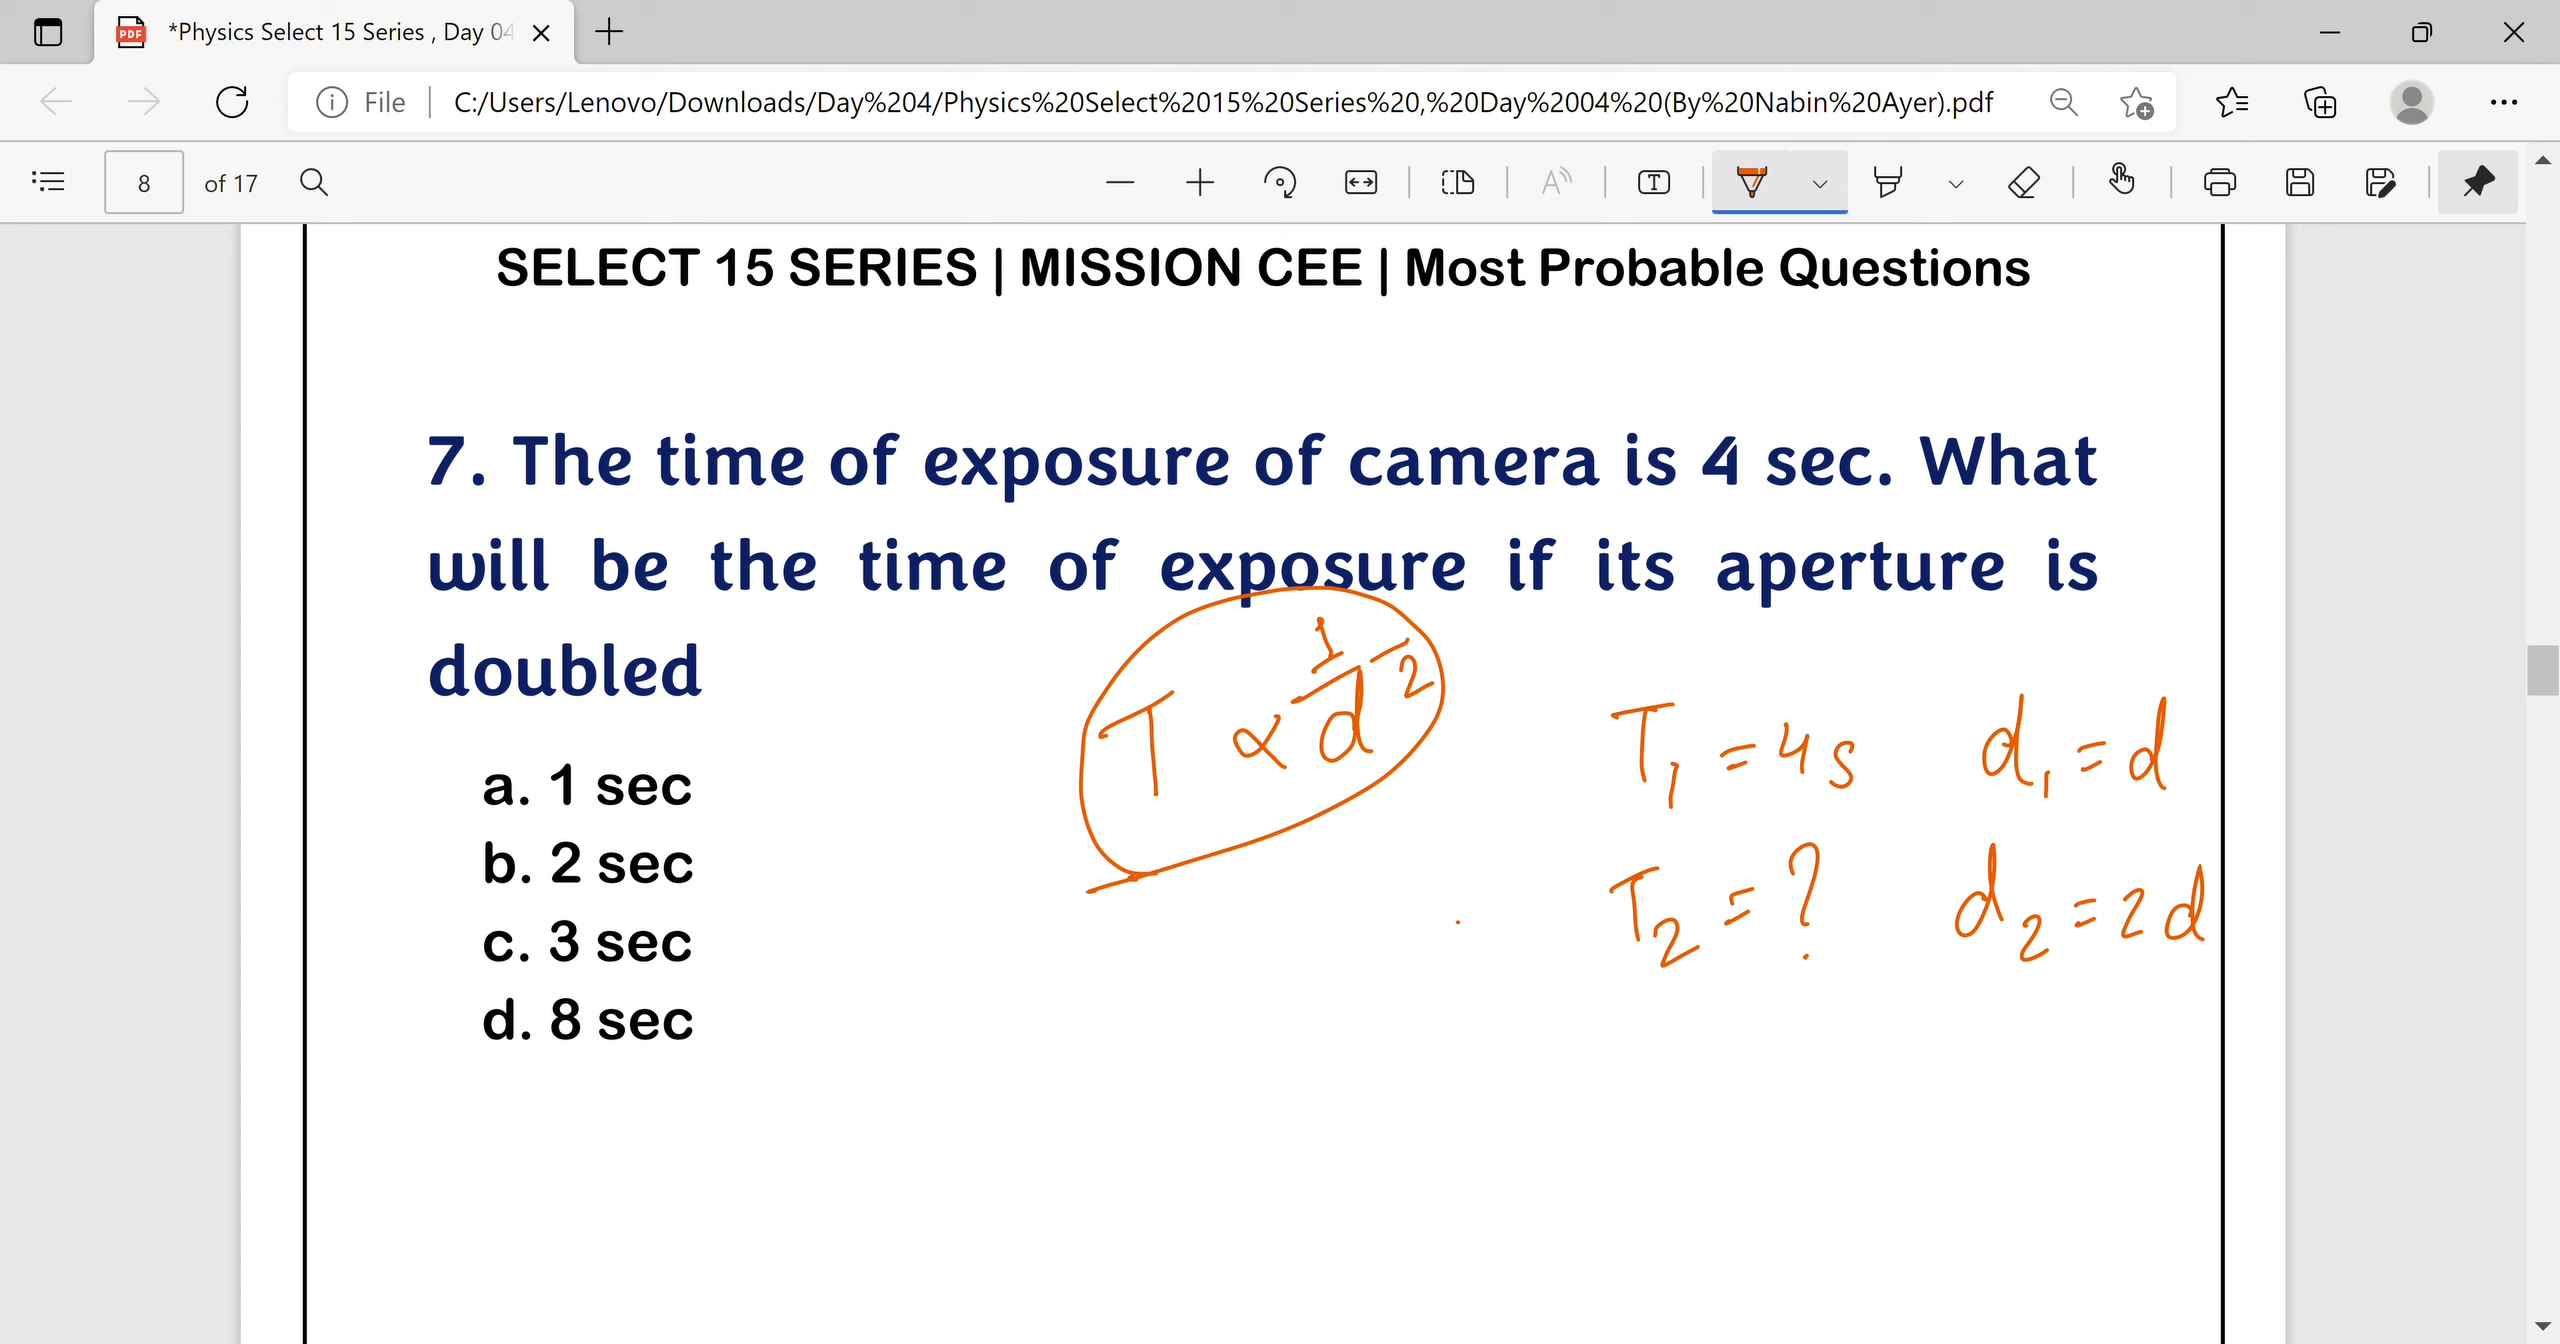 *Physics Select 15 Series , Day 04
File C:/Users/Lenovo/Downloads/Day%204/Physics%20Select%2015%20Series%20,%20Day%2004%20(By%20Nabin%20Ayer).pdf
8 of 17
SELECT 15 SERIES | MISSION CEE | Most Probable Questions
7. The time of exposure of camera is 4 sec. What
will be the time of exposure if its aperture is
doubled
T ∝ 1/d²
T₁ = 4s d₁ = d
T₂ = ? d₂ = 2d
a. 1 sec
b. 2 sec
c. 3 sec
d. 8 sec